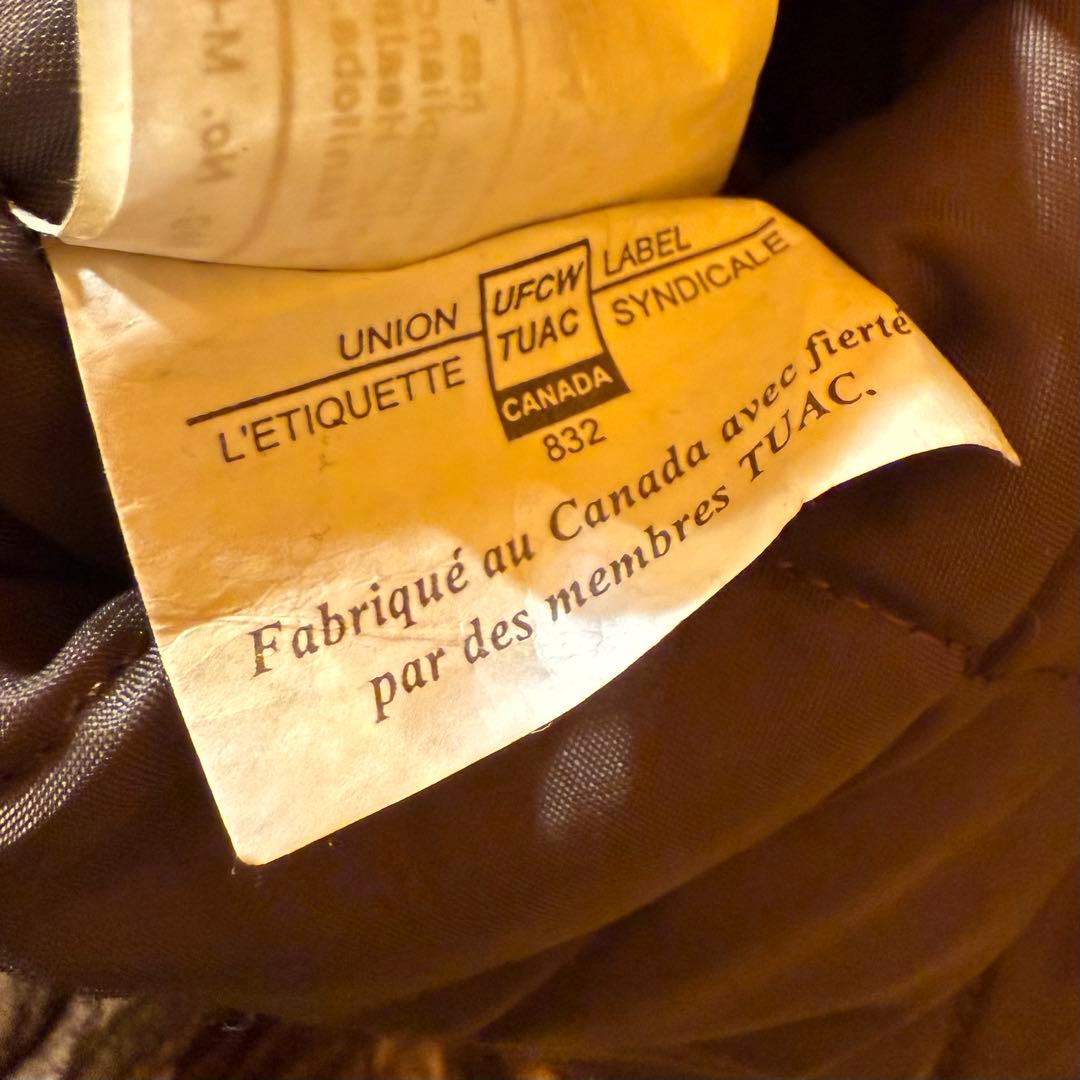 UNION UFCW LABEL
L'ETIQUETTE TUAC SYNDICALE
CANADA
832
Fabriqué au Canada avec fierté
par des membres TUAC.